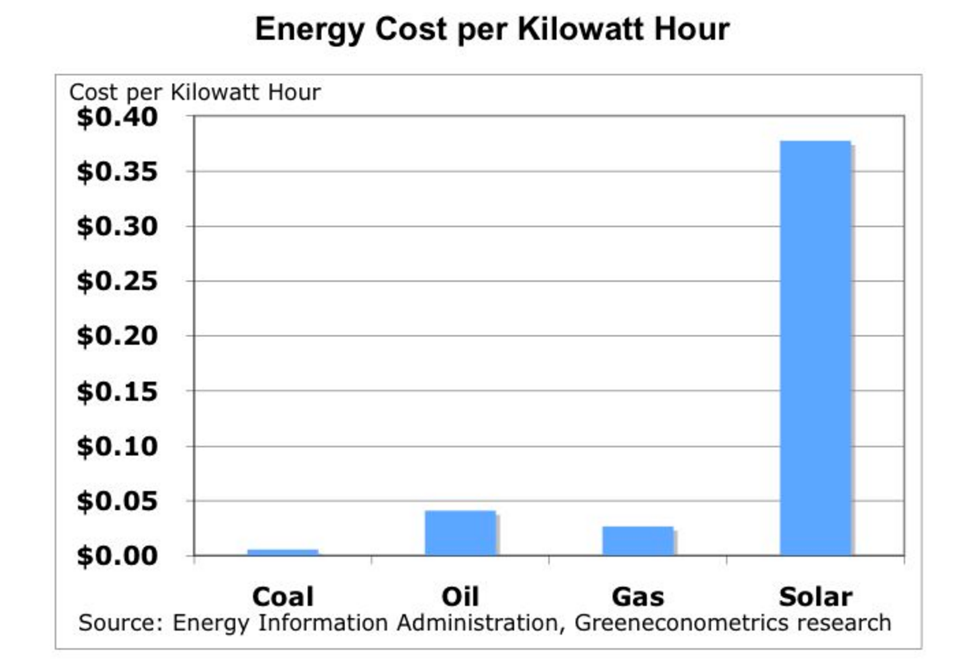 Energy Cost per Kilowatt Hour
Cost per Kilowatt Hour
$0.40
$0.35
$0.30
$0.25
$0.20
$0.15
$0.10
$0.05
$0.00
Coal Oil Gas Solar
Source: Energy Information Administration, Greeneconometrics research